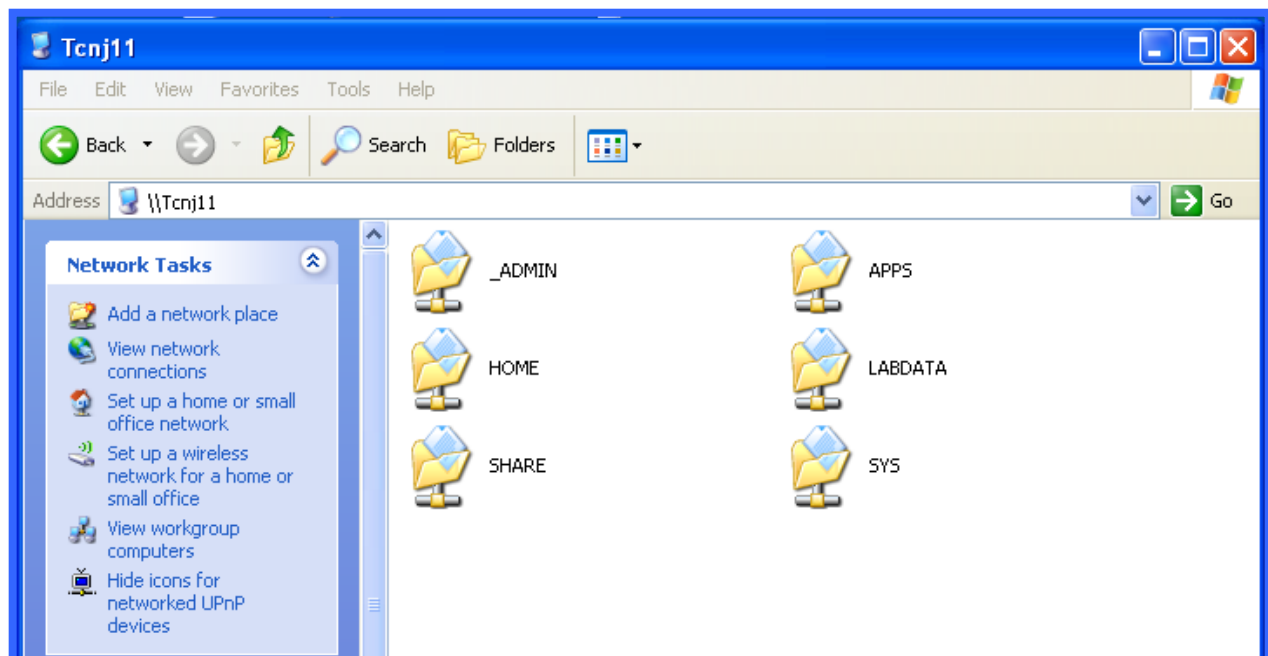 Tcnj11
File Edit View Favorites Tools Help
Back Search Folders
Address \\Tcnj11 Go
Network Tasks
Add a network place
View network
connections
Set up a home or small
office network
Set up a wireless
network for a home or
small office
View workgroup
computers
Hide icons for
networked UPnP
devices
_ADMIN APPS
HOME LABDATA
SHARE SYS